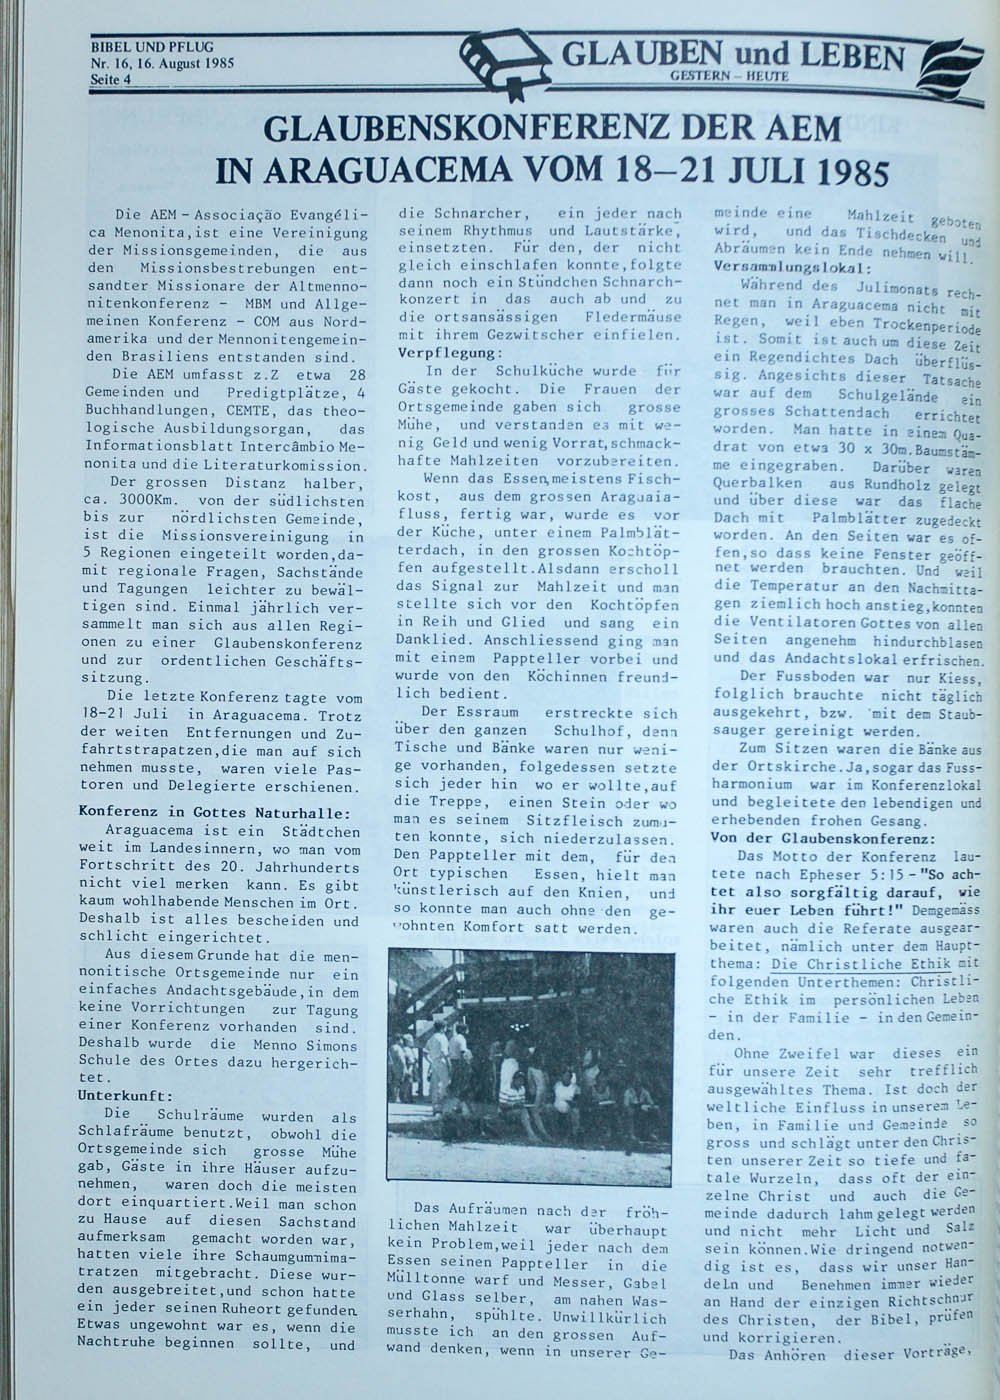 BIBEL UND PFLUG
Nr. 16, 16. August 1985
Seite 4
GLAUBEN und LEBEN
GESTERN – HEUTE
GLAUBENSKONFERENZ DER AEM
IN ARAGUACEMA VOM 18–21 JULI 1985
Die AEM - Associação Evangéli-
ca Menonita, ist eine Vereinigung
der Missionsgemeinden, die aus
den Missionsbestrebungen ent-
sandter Missionare der Altmenno-
nitenkonferenz - MBM und Allge-
meinen Konferenz - COM aus Nord-
amerika und der Mennonitengemein-
den Brasiliens entstanden sind.
Die AEM umfasst z.Z etwa 28
Gemeinden und Predigtplätze, 4
Buchhandlungen, CEMTE, das theo-
logische Ausbildungsorgan, das
Informationsblatt Intercâmbio Me-
nonita und die Literaturkomission.
Der grossen Distanz halber,
ca. 3000Km. von der südlichsten
bis zur nördlichsten Gemeinde,
ist die Missionsvereinigung in
5 Regionen eingeteilt worden,da-
mit regionale Fragen, Sachstände
und Tagungen leichter zu bewäl-
tigen sind. Einmal jährlich ver-
sammelt man sich aus allen Regi-
onen zu einer Glaubenskonferenz
und zur ordentlichen Geschäfts-
sitzung.
Die letzte Konferenz tagte vom
18-21 Juli in Araguacema. Trotz
der weiten Entfernungen und Zu-
fahrtstrapatzen,die man auf sich
nehmen musste, waren viele Pas-
toren und Delegierte erschienen.
Konferenz in Gottes Naturhalle:
Araguacema ist ein Städtchen
weit im Landesinnern, wo man vom
Fortschritt des 20. Jahrhunderts
nicht viel merken kann. Es gibt
kaum wohlhabende Menschen im Ort.
Deshalb ist alles bescheiden und
schlicht eingerichtet.
Aus diesem Grunde hat die men-
nonitische Ortsgemeinde nur ein
einfaches Andachtsgebäude,in dem
keine Vorrichtungen zur Tagung
einer Konferenz vorhanden sind.
Deshalb wurde die Menno Simons
Schule des Ortes dazu hergerich-
tet.
Unterkunft:
Die Schulräume wurden als
Schlafräume benutzt, obwohl die
Ortsgemeinde sich grosse Mühe
gab, Gäste in ihre Häuser aufzu-
nehmen, waren doch die meisten
dort einquartiert.Weil man schon
zu Hause auf diesen Sachstand
aufmerksam gemacht worden war,
hatten viele ihre Schaumgummima-
tratzen mitgebracht. Diese wur-
den ausgebreitet,und schon hatte
ein jeder seinen Ruheort gefunden.
Etwas ungewohnt war es, wenn die
Nachtruhe beginnen sollte, und
die Schnarcher, ein jeder nach
seinem Rhythmus und Lautstärke,
einsetzten. Für den, der nicht
gleich einschlafen konnte,folgte
dann noch ein Stündchen Schnarch-
konzert in das auch ab und zu
die ortsansässigen Fledermäuse
mit ihrem Gezwitscher einfielen.
Verpflegung:
In der Schulküche wurde für
Gäste gekocht. Die Frauen der
Ortsgemeinde gaben sich grosse
Mühe, und verstanden es mit we-
nig Geld und wenig Vorrat,schmack-
hafte Mahlzeiten vorzubereiten.
Wenn das Essen,meistens Fisch-
kost, aus dem grossen Araguaia-
fluss, fertig war, wurde es vor
der Küche, unter einem Palmblät-
terdach, in den grossen Kochtöp-
fen aufgestellt.Alsdann erscholl
das Signal zur Mahlzeit und man
stellte sich vor den Kochtöpfen
in Reih und Glied und sang ein
Danklied. Anschliessend ging man
mit einem Pappteller vorbei und
wurde von den Köchinnen freund-
lich bedient.
Der Essraum erstreckte sich
über den ganzen Schulhof, denn
Tische und Bänke waren nur weni-
ge vorhanden, folgedessen setzte
sich jeder hin wo er wollte,auf
die Treppe, einen Stein oder wo
man es seinem Sitzfleisch zumu-
ten konnte, sich niederzulassen.
Den Pappteller mit dem, für den
Ort typischen Essen, hielt man
künstlerisch auf den Knien, und
so konnte man auch ohne den ge-
wohnten Komfort satt werden.
Das Aufräumen nach der fröh-
lichen Mahlzeit war überhaupt
kein Problem,weil jeder nach dem
Essen seinen Pappteller in die
Mülltonne warf und Messer, Gabel
und Glass selber, am nahen Was-
serhahn, spühlte. Unwillkürlich
musste ich an den grossen Auf-
wand denken, wenn in unserer Ge-
meinde eine Mahlzeit geboten
wird, und das Tischdecken und
Abräumen kein Ende nehmen will.
Versammlungslokal:
Während des Julimonats rech-
net man in Araguacema nicht mit
Regen, weil eben Trockenperiode
ist. Somit ist auch um diese Zeit
ein Regendichtes Dach überflüs-
sig. Angesichts dieser Tatsache
war auf dem Schulgelände ein
grosses Schattendach errichtet
worden. Man hatte in einem Qua-
drat von etwa 30 x 30m.Baumstäm-
me eingegraben. Darüber waren
Querbalken aus Rundholz gelegt
und über diese war das flache
Dach mit Palmblätter zugedeckt
worden. An den Seiten war es of-
fen,so dass keine Fenster geöff-
net werden brauchten. Und weil
die Temperatur an den Nachmitta-
gen ziemlich hoch anstieg,konnten
die Ventilatoren Gottes von allen
Seiten angenehm hindurchblasen
und das Andachtslokal erfrischen.
Der Fussboden war nur Kiess,
folglich brauchte nicht täglich
ausgekehrt, bzw. mit dem Staub-
sauger gereinigt werden.
Zum Sitzen waren die Bänke aus
der Ortskirche.Ja,sogar das Fuss-
harmonium war im Konferenzlokal
und begleitete den lebendigen und
erhebenden frohen Gesang.
Von der Glaubenskonferenz:
Das Motto der Konferenz lau-
tete nach Epheser 5:15-"So ach-
tet also sorgfältig darauf, wie
ihr euer Leben führt!" Demgemäss
waren auch die Referate ausgear-
beitet, nämlich unter dem Haupt-
thema: Die Christliche Ethik mit
folgenden Unterthemen: Christli-
che Ethik im persönlichen Leben
- in der Familie - in den Gemein-
den.
Ohne Zweifel war dieses ein
für unsere Zeit sehr trefflich
ausgewähltes Thema. Ist doch der
weltliche Einfluss in unserem Le-
ben, in Familie und Gemeinde so
gross und schlägt unter den Chris-
ten unserer Zeit so tiefe und fa-
tale Wurzeln, dass oft der ein-
zelne Christ und auch die Ge-
meinde dadurch lahmgelegt werden
und nicht mehr Licht und Salz
sein können.Wie dringend notwen-
dig ist es, dass wir unser Han-
deln und Benehmen immer wieder
an Hand der einzigen Richtschnur
des Christen, der Bibel, prüfen
und korrigieren.
Das Anhören dieser Vorträge,